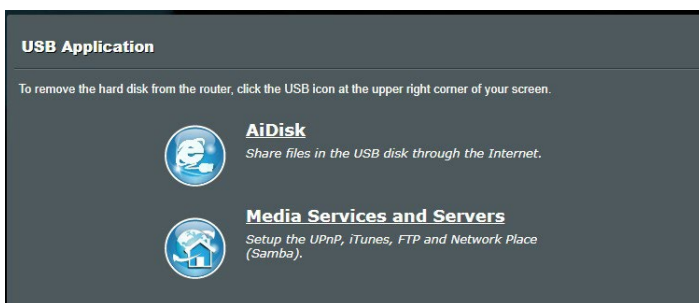 USB Application
To remove the hard disk from the router, click the USB icon at the upper right corner of your screen.
AiDisk
Share files in the USB disk through the Internet.
Media Services and Servers
Setup the UPnP, iTunes, FTP and Network Place
(Samba).